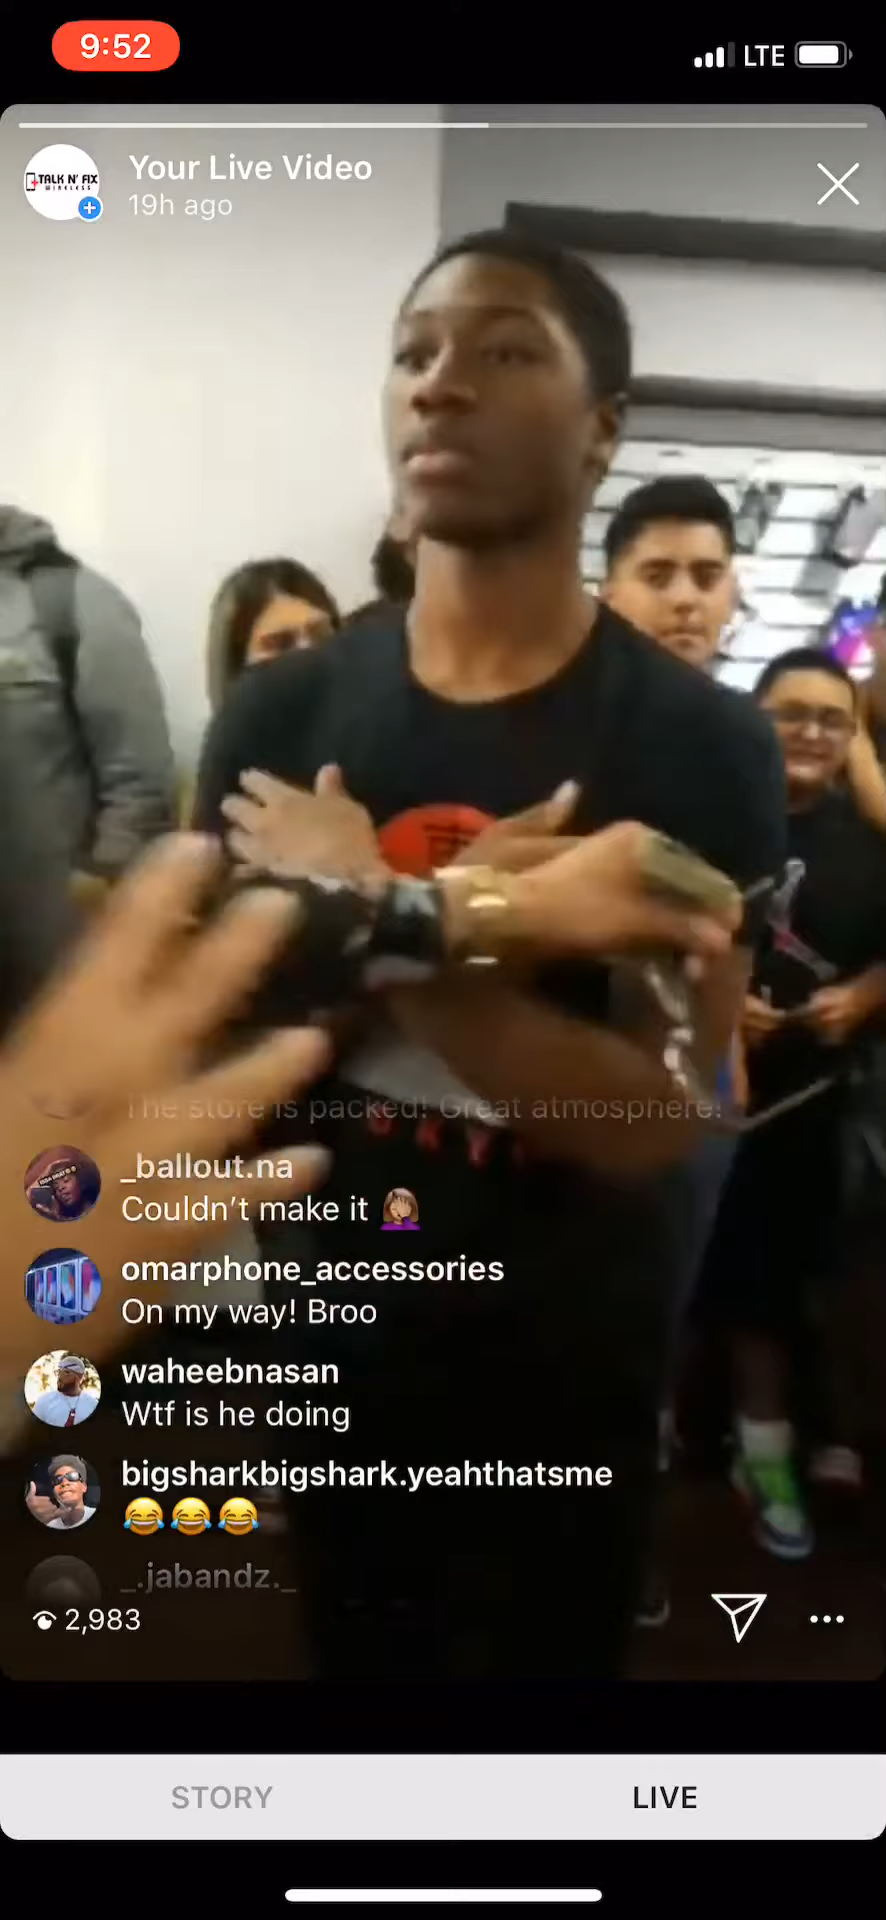 9:52
LTE
TALK N' FIX
WIRELESS
Your Live Video
19h ago
The store is packed! Great atmosphere!
_ballout.na
Couldn’t make it 🤦🏽‍♀️
omarphone_accessories
On my way! Broo
waheebnasan
Wtf is he doing
bigsharkbigshark.yeahthatsme
😂😂😂
_.jabandz._
2,983
STORY
LIVE